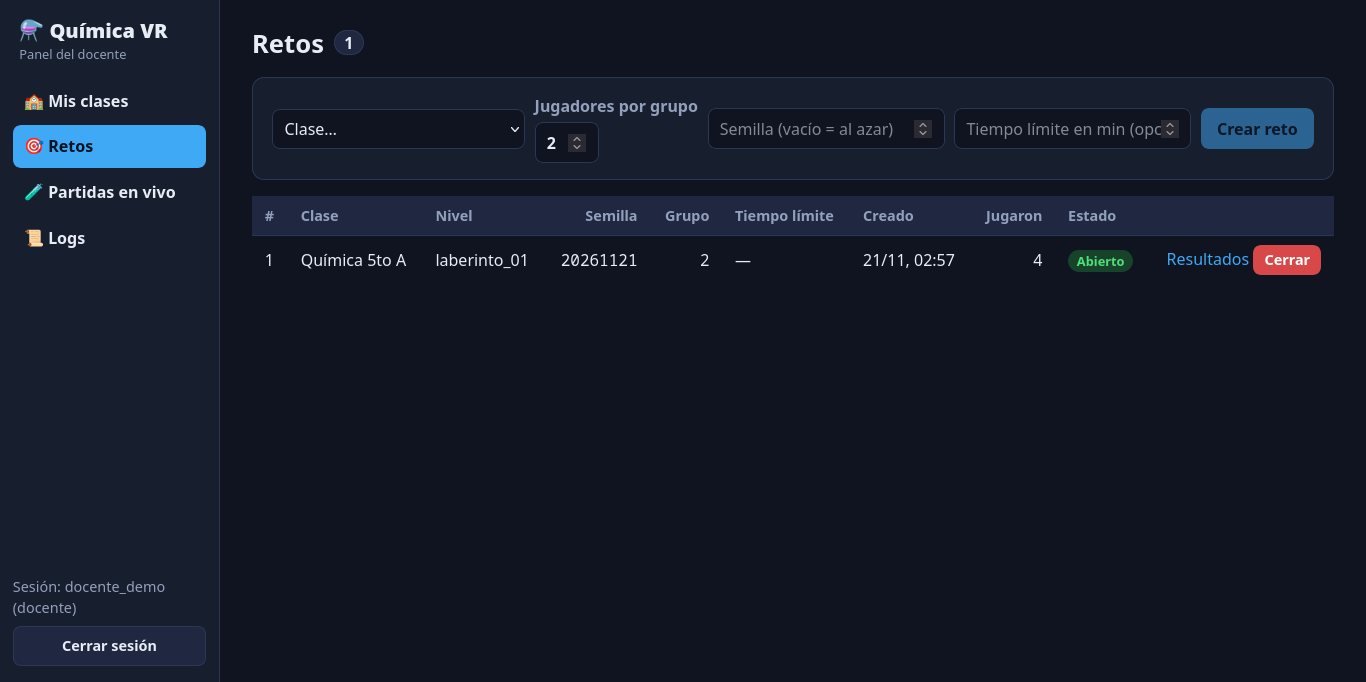 Química VR
Panel del docente
Mis clases
Retos
Partidas en vivo
Logs
Sesión: docente_demo
(docente)
Cerrar sesión
Retos 1
Clase...
Jugadores por grupo
2
Semilla (vacío = al azar)
Tiempo límite en min (opc
Crear reto
# Clase Nivel Semilla Grupo Tiempo límite Creado Jugaron Estado
1 Química 5to A laberinto_01 20261121 2 — 21/11, 02:57 4 Abierto Resultados Cerrar